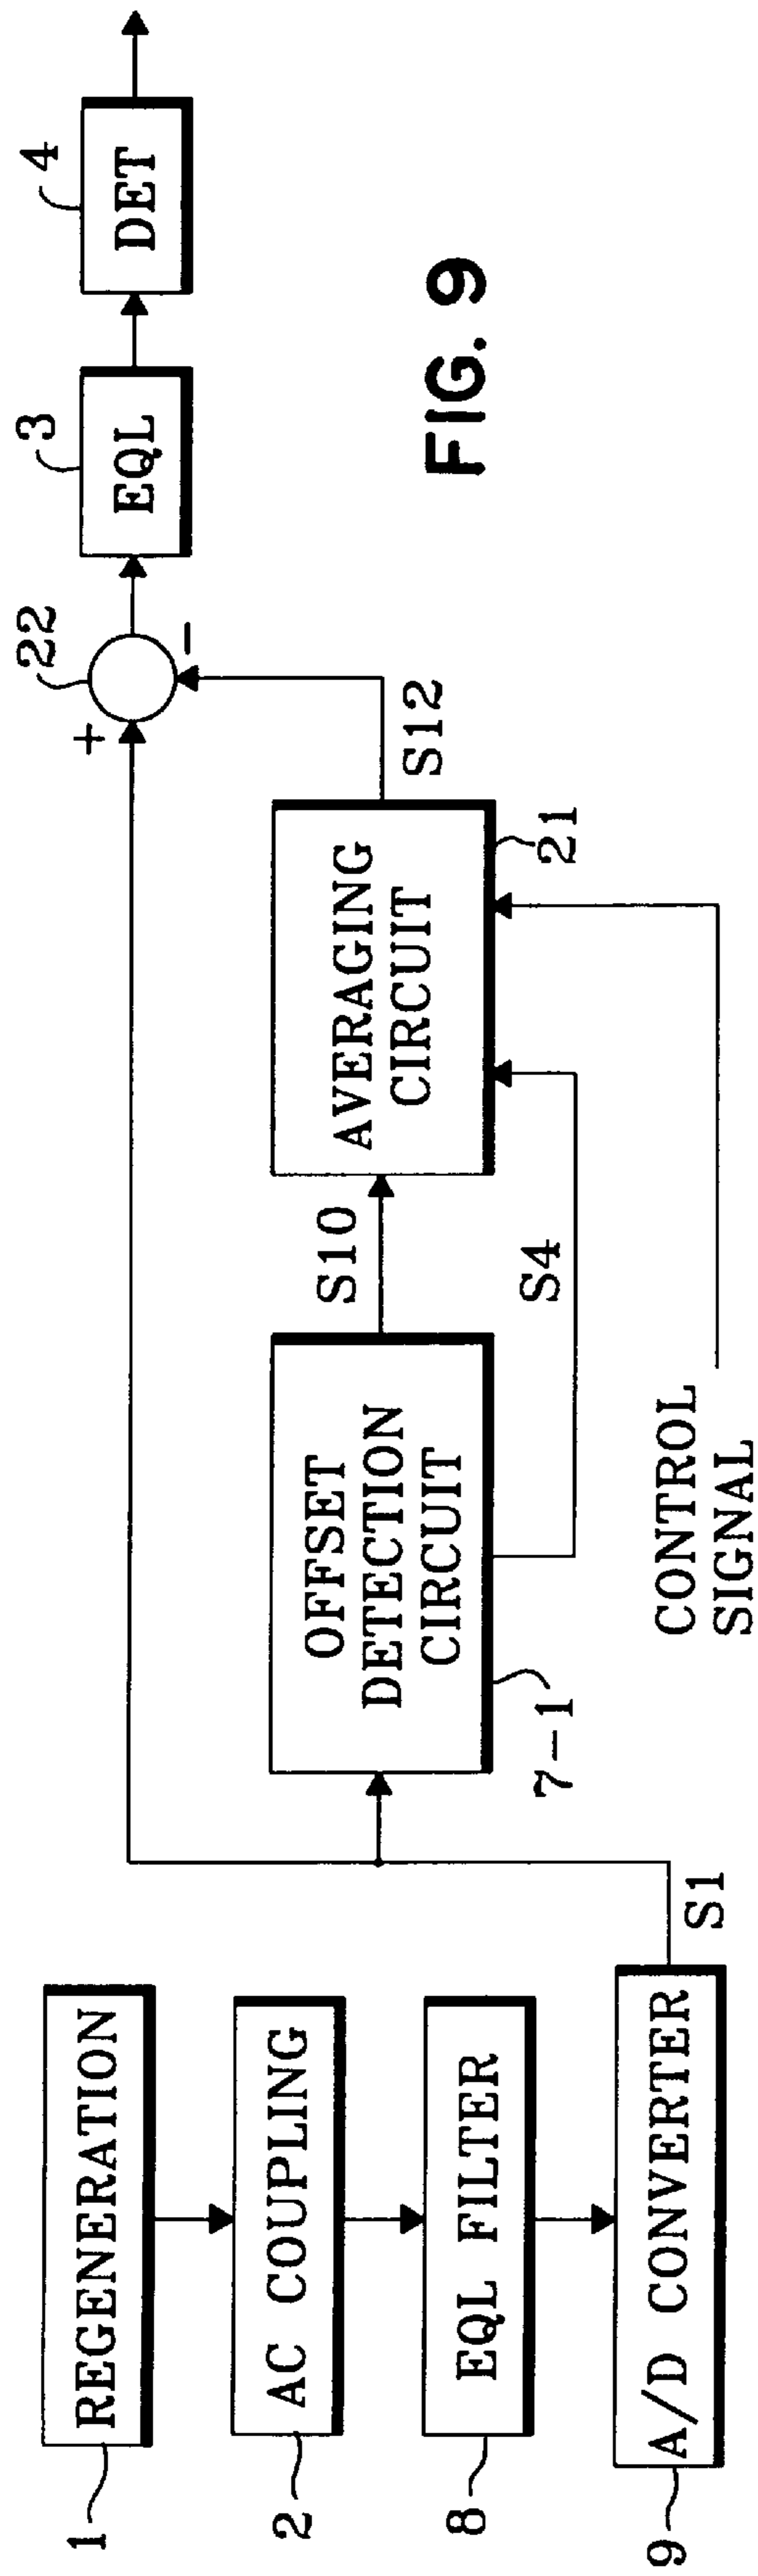 1
REGENERATION
2
AC COUPLING
8
EQL FILTER
9
A/D CONVERTER
S1
7-1
OFFSET
DETECTION
CIRCUIT
S10
S4
CONTROL
SIGNAL
AVERAGING
CIRCUIT
21
S12
+
−
22
3
EQL
4
DET
FIG. 9